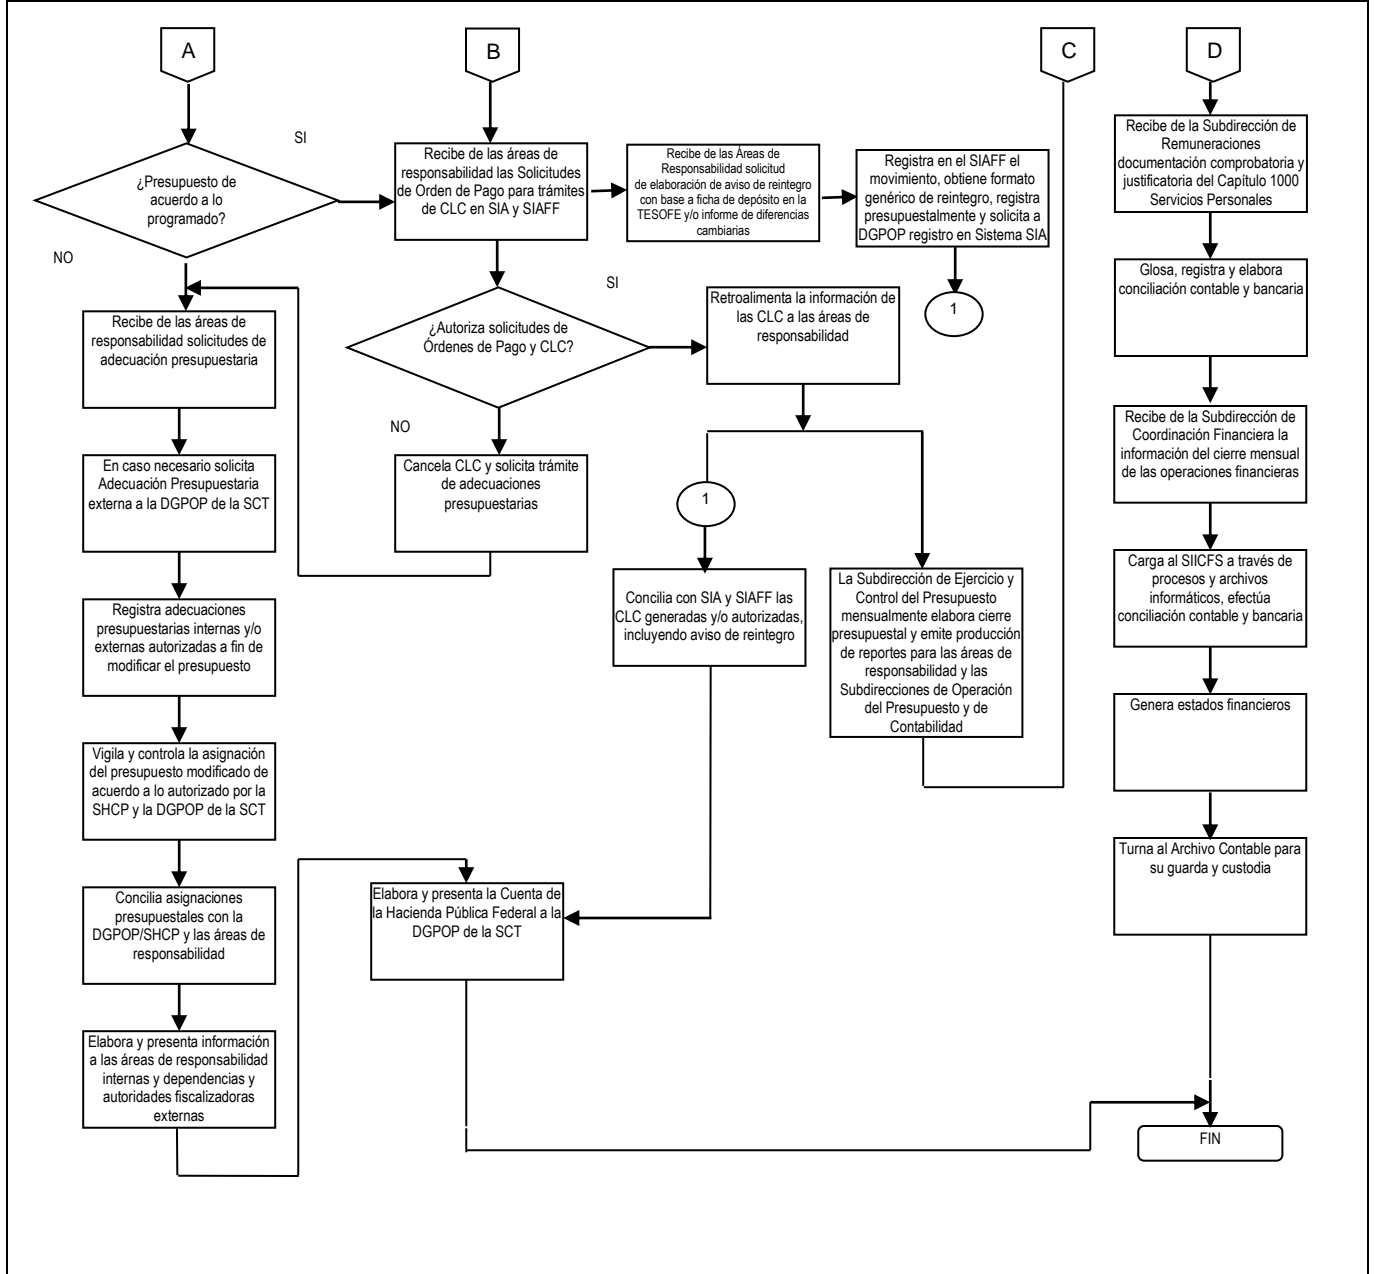 A
B
C
D
SI
¿Presupuesto de
acuerdo a lo
programado?
NO
Recibe de las áreas de
responsabilidad las Solicitudes
de Orden de Pago para trámites
de CLC en SIA y SIAFF
Recibe de las Áreas de
Responsabilidad solicitud
de elaboración de aviso de reintegro
con base a ficha de depósito en la
TESOFE y/o informe de diferencias
cambiarias
Registra en el SIAFF el
movimiento, obtiene formato
genérico de reintegro, registra
presupuestalmente y solicita a
DGPOP registro en Sistema SIA
1
Recibe de la Subdirección de
Remuneraciones
documentación comprobatoria y
justificatoria del Capítulo 1000
Servicios Personales
Glosa, registra y elabora
conciliación contable y bancaria
Recibe de las áreas de
responsabilidad solicitudes de
adecuación presupuestaria
¿Autoriza solicitudes de
Órdenes de Pago y CLC?
SI
NO
Retroalimenta la información de
las CLC a las áreas de
responsabilidad
Recibe de la Subdirección de
Coordinación Financiera la
información del cierre mensual
de las operaciones financieras
En caso necesario solicita
Adecuación Presupuestaria
externa a la DGPOP de la SCT
Cancela CLC y solicita trámite
de adecuaciones
presupuestarias
1
Carga al SIICFS a través de
procesos y archivos
informáticos, efectúa
conciliación contable y bancaria
Registra adecuaciones
presupuestarias internas y/o
externas autorizadas a fin de
modificar el presupuesto
Concilia con SIA y SIAFF las
CLC generadas y/o autorizadas,
incluyendo aviso de reintegro
La Subdirección de Ejercicio y
Control del Presupuesto
mensualmente elabora cierre
presupuestal y emite producción
de reportes para las áreas de
responsabilidad y las
Subdirecciones de Operación
del Presupuesto y de
Contabilidad
Genera estados financieros
Vigila y controla la asignación
del presupuesto modificado de
acuerdo a lo autorizado por la
SHCP y la DGPOP de la SCT
Turna al Archivo Contable para
su guarda y custodia
Concilia asignaciones
presupuestales con la
DGPOP/SHCP y las áreas de
responsabilidad
Elabora y presenta la Cuenta de
la Hacienda Pública Federal a la
DGPOP de la SCT
Elabora y presenta información
a las áreas de responsabilidad
internas y dependencias y
autoridades fiscalizadoras
externas
FIN